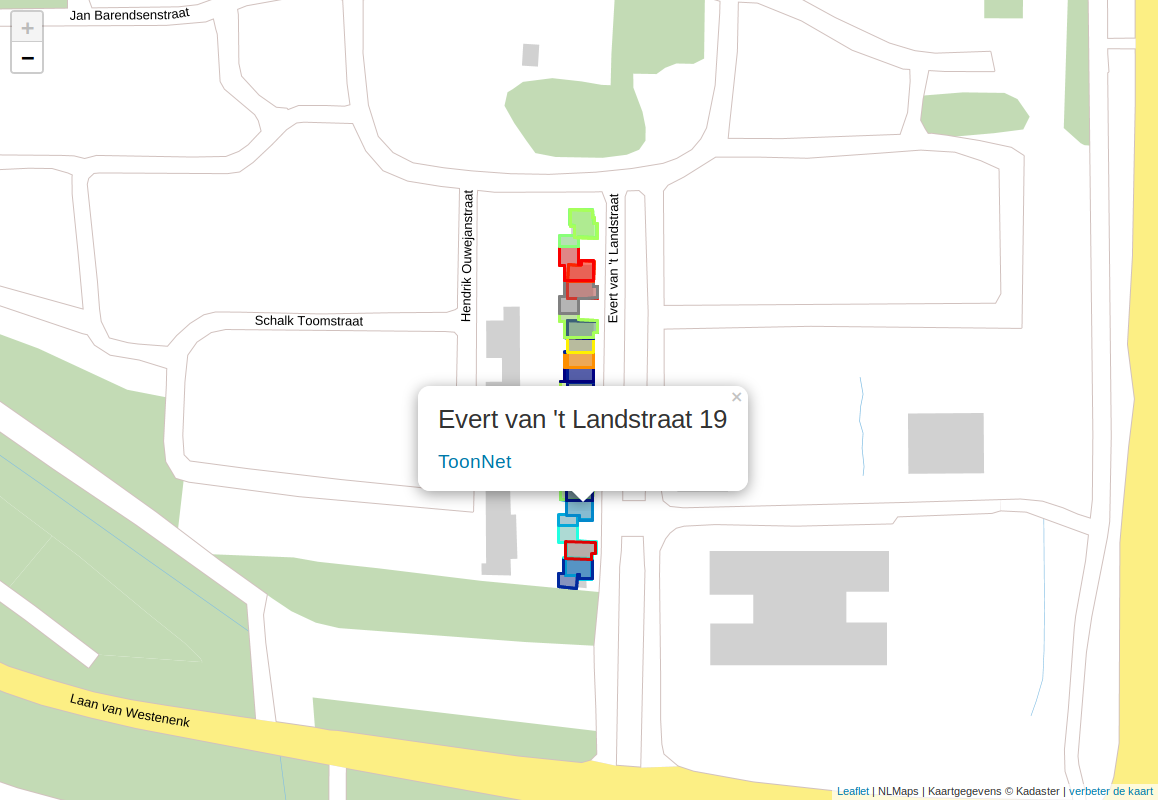 Jan Barendsenstraat
+
−
Hendrik Ouwejanstraat
Evert van 't Landstraat
Schalk Toomstraat
×
Evert van 't Landstraat 19
ToonNet
Laan van Westenenk
Leaflet | NLMaps | Kaartgegevens © Kadaster | verbeter de kaart